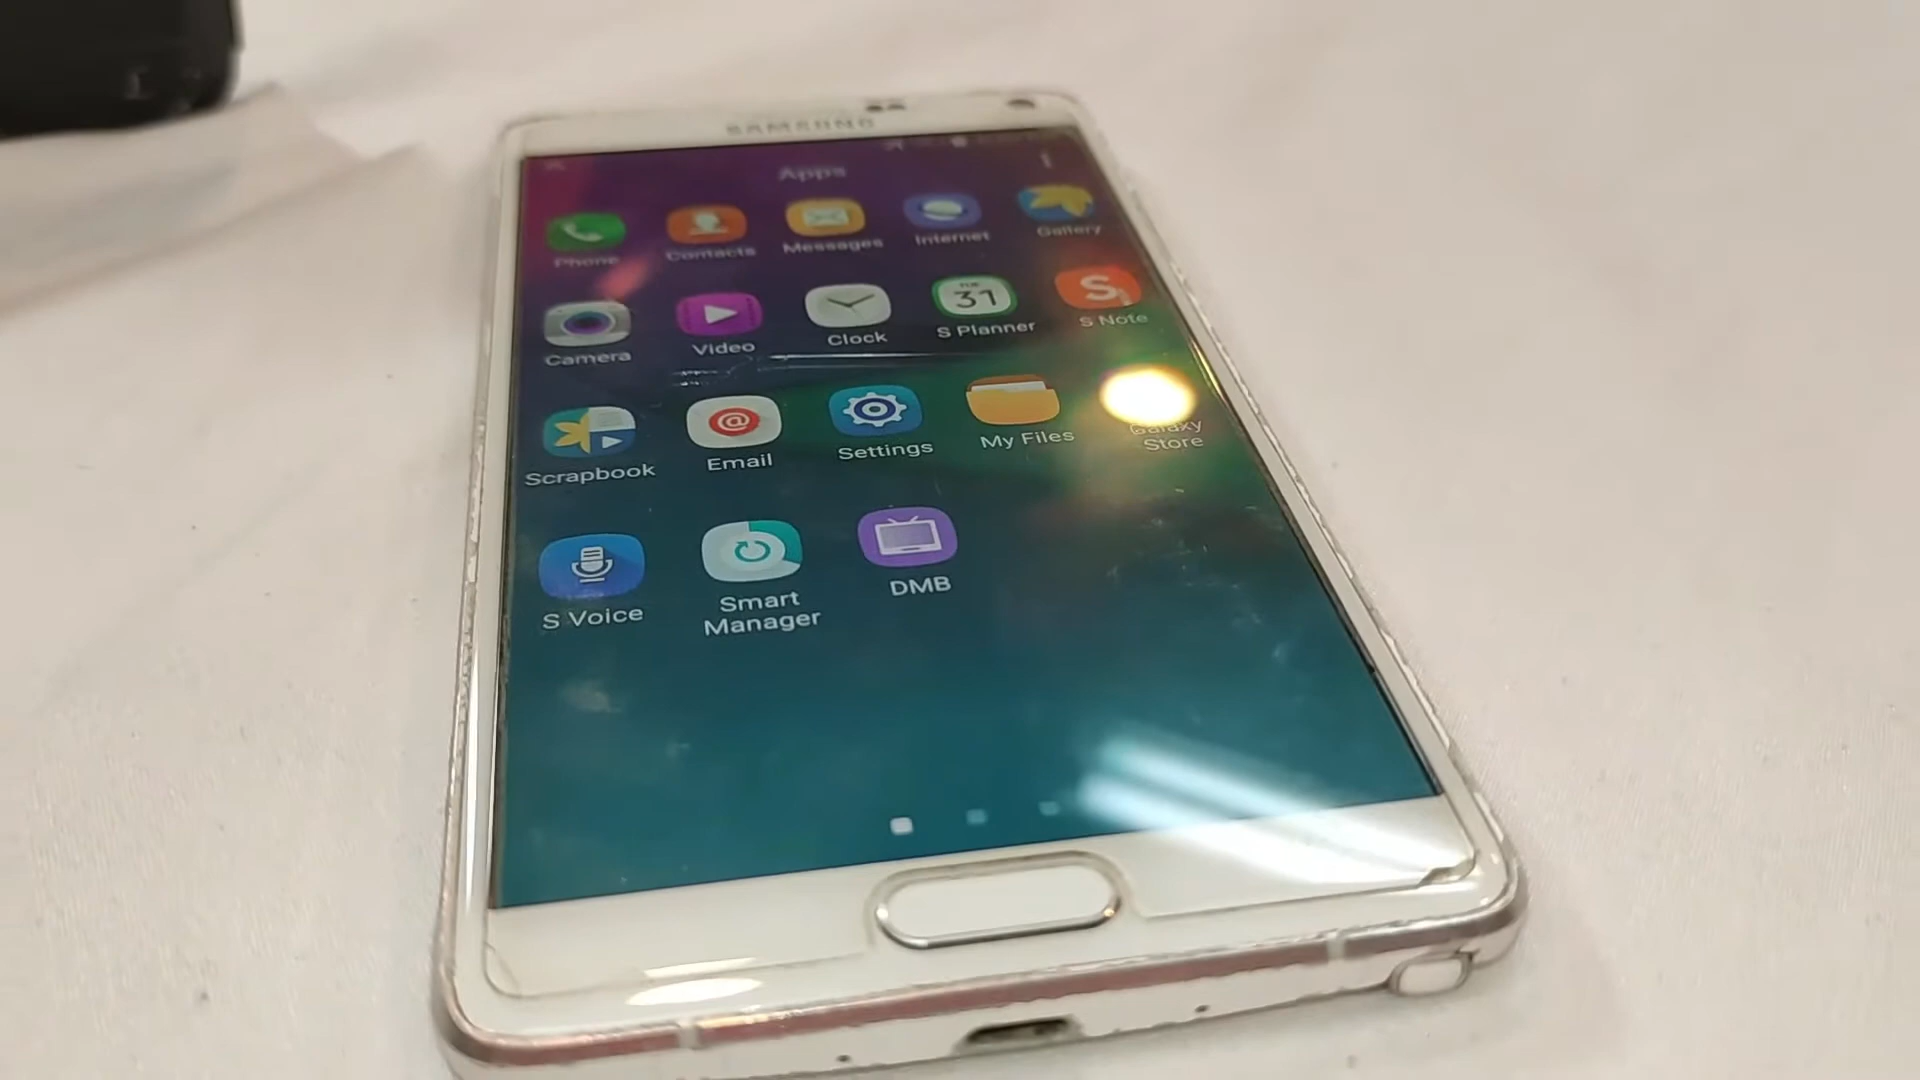 SAMSUNG
Apps
Phone
Contacts
Messages
Internet
Gallery
Camera
Video
Clock
TUE
31
S Planner
S
S Note
Scrapbook
@
Email
Settings
My Files
Galaxy
Store
S Voice
Smart
Manager
DMB